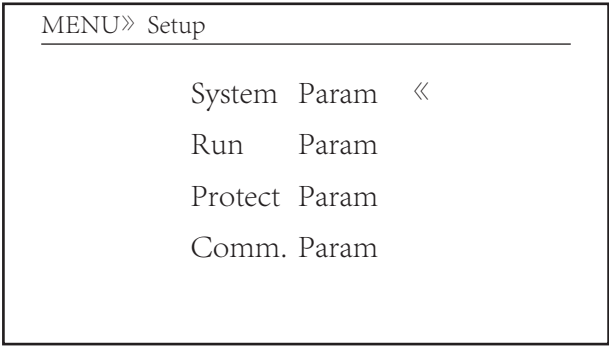 MENU» Setup
System Param «
Run Param
Protect Param
Comm. Param